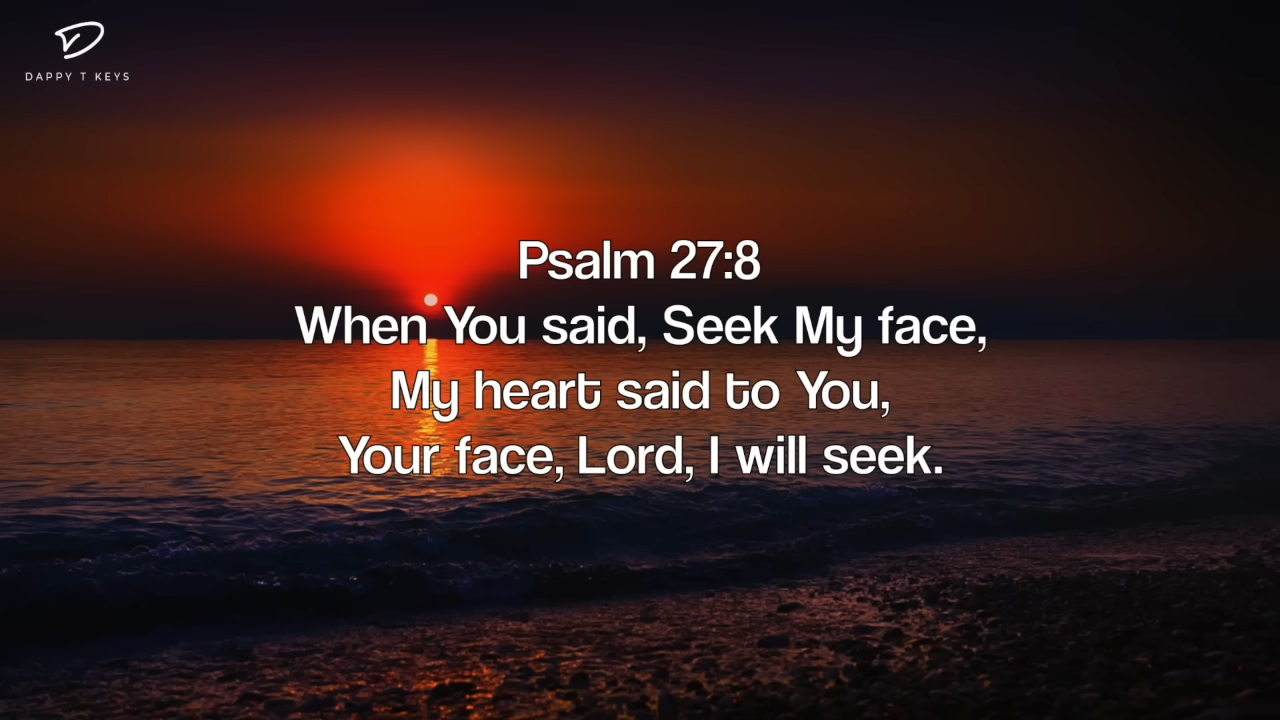 DAPPY T KEYS
Psalm 27:8
When You said, Seek My face,
My heart said to You,
Your face, Lord, I will seek.